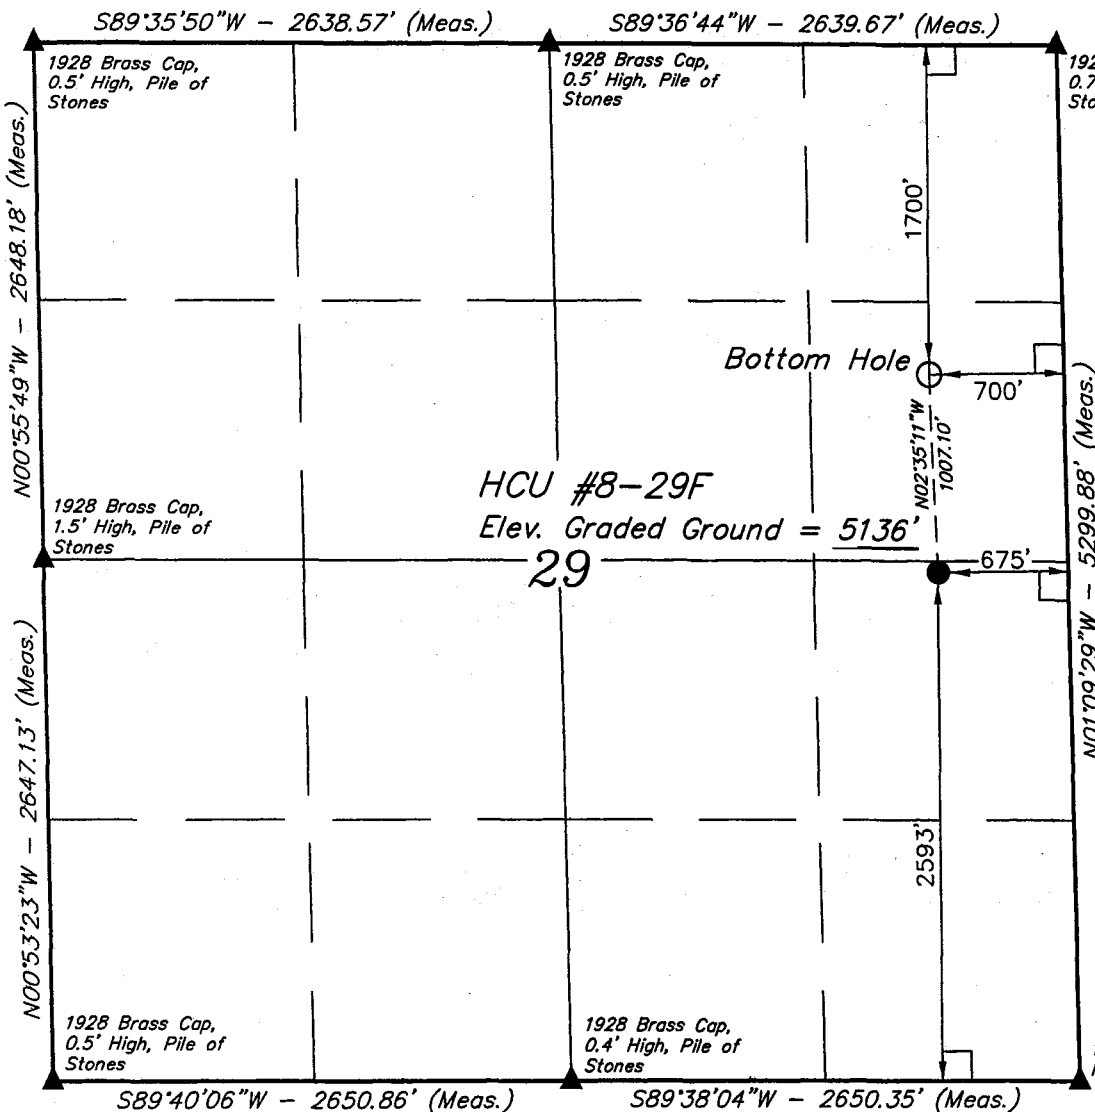 S89°35'50"W – 2638.57' (Meas.)
S89°36'44"W – 2639.67' (Meas.)
1928 Brass Cap,
0.5' High, Pile of
Stones
1928 Brass Cap,
0.5' High, Pile of
Stones
192
0.7
Sto
N00°55'49"W – 2648.18' (Meas.)
1700'
Bottom Hole
700'
N02°35'11"W
1007.10'
HCU #8-29F
Elev. Graded Ground = 5136'
1928 Brass Cap,
1.5' High, Pile of
Stones
29
675'
N01°09'29"W – 5299.88' (Meas.)
N00°53'23"W – 2647.13' (Meas.)
2593'
1928 Brass Cap,
0.5' High, Pile of
Stones
1928 Brass Cap,
0.4' High, Pile of
Stones
S89°40'06"W – 2650.86' (Meas.)
S89°38'04"W – 2650.35' (Meas.)